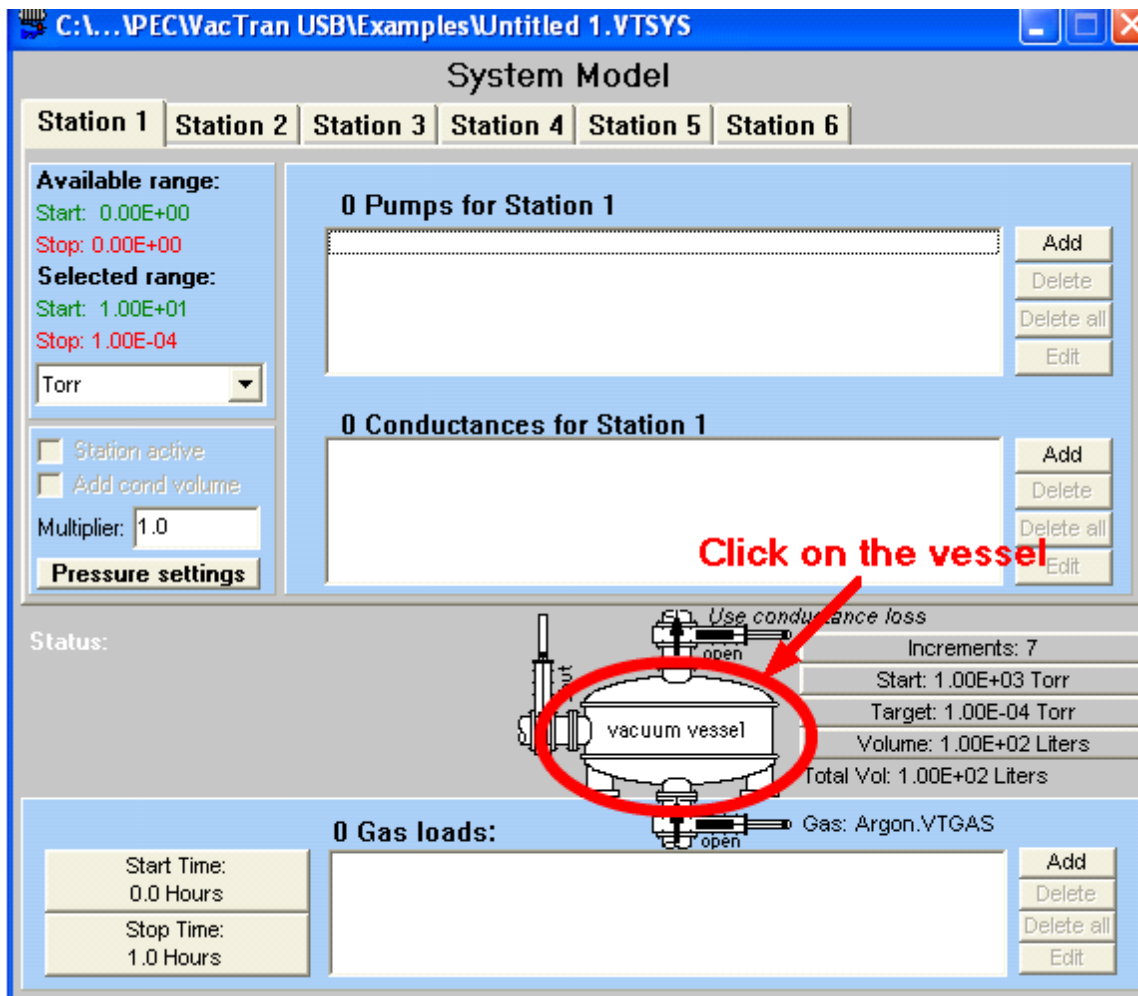 C:\...\PEC\VacTran USB\Examples\Untitled 1.VTSYS
System Model
Station 1
Station 2
Station 3
Station 4
Station 5
Station 6
Available range:
Start: 0.00E+00
Stop: 0.00E+00
Selected range:
Start: 1.00E+01
Stop: 1.00E-04
Torr
Station active
Add cond volume
Multiplier: 1.0
Pressure settings
0 Pumps for Station 1
Add
Delete
Delete all
Edit
0 Conductances for Station 1
Add
Delete
Delete all
Edit
Click on the vessel
Status:
Use conductance loss
open
Increments: 7
Start: 1.00E+03 Torr
Target: 1.00E-04 Torr
vacuum vessel
Volume: 1.00E+02 Liters
Total Vol: 1.00E+02 Liters
Gas: Argon.VTGAS
open
0 Gas loads:
Start Time:
0.0 Hours
Stop Time:
1.0 Hours
Add
Delete
Delete all
Edit